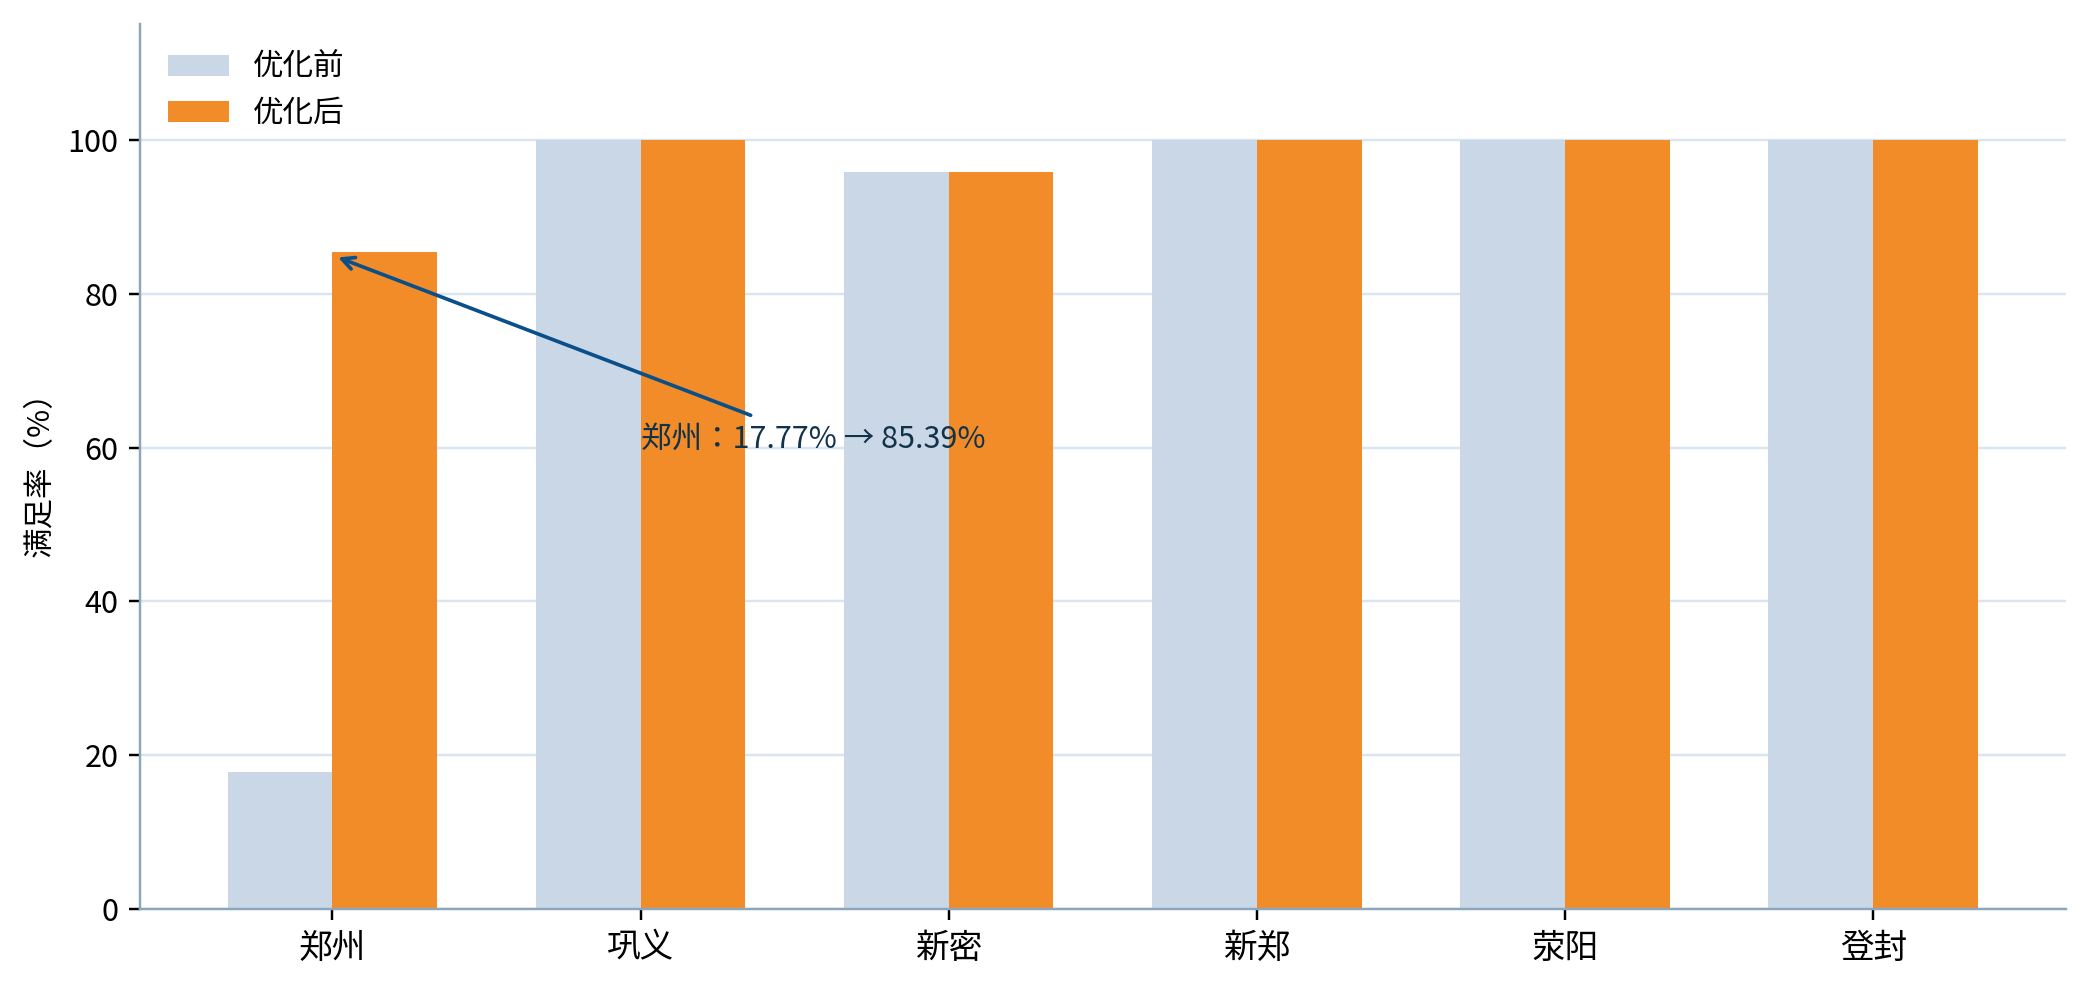 优化前
优化后
100
80
60
40
20
0
满足率（%）
郑州：17.77% → 85.39%
郑州
巩义
新密
新郑
荥阳
登封